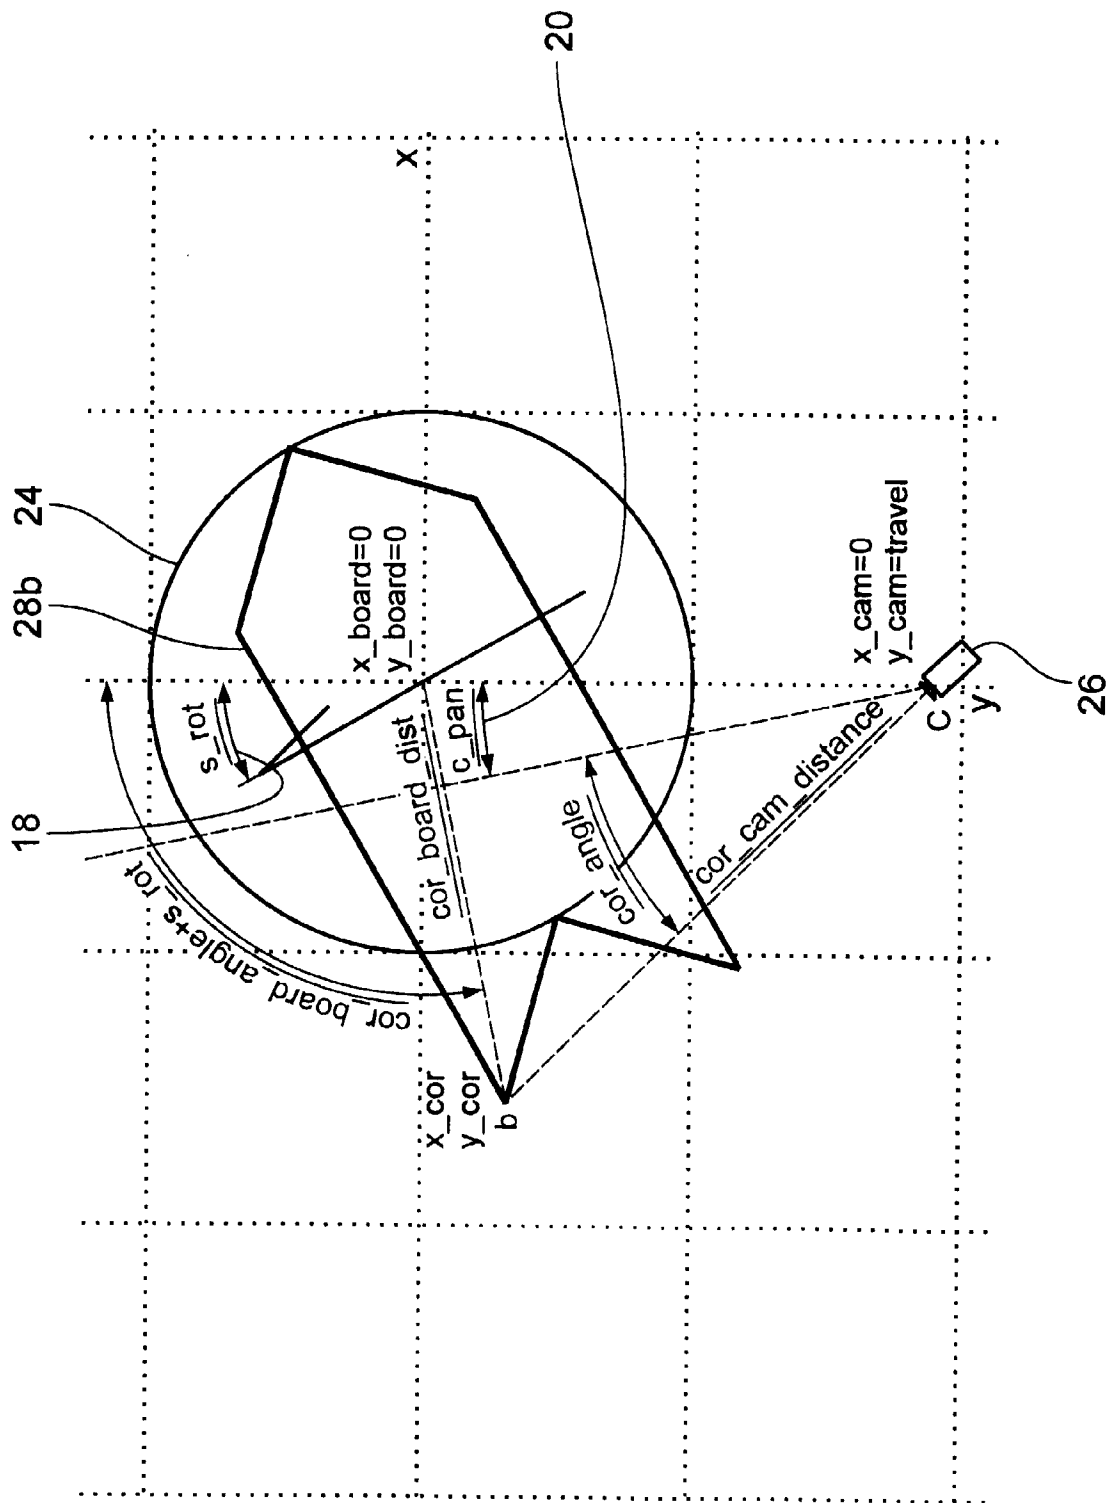 20
x
24
28b
x_board=0
y_board=0
s_rot
18
c_pan
cor_board_dist
cor_board_angle+s_rot
cor_angle
x_cam=0
y_cam=travel
cor_cam_distance
C
y
26
x_cor
y_cor
b